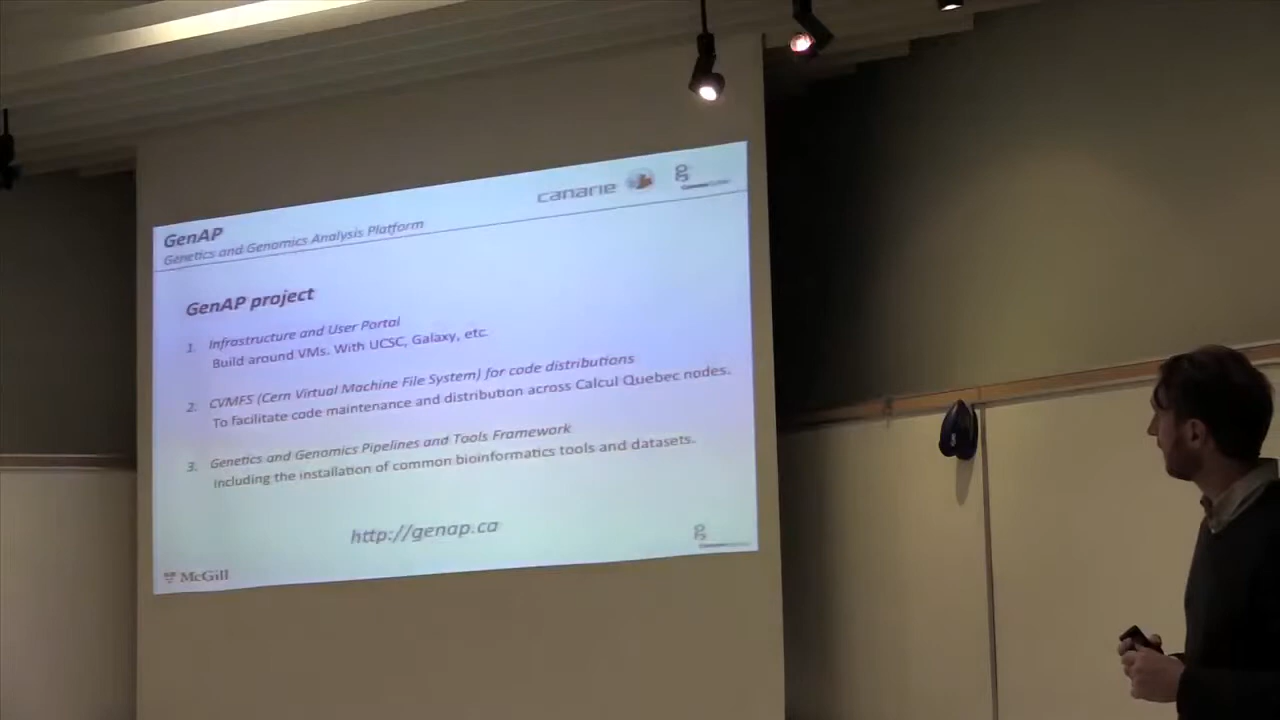 canarie
GenAP
Genetics and Genomics Analysis Platform
GenAP project
1. Infrastructure and User Portal
Build around VMs. With UCSC, Galaxy, etc.
2. CVMFS (Cern Virtual Machine File System) for code distributions
To facilitate code maintenance and distribution across Calcul Quebec nodes.
3. Genetics and Genomics Pipelines and Tools Framework
Including the installation of common bioinformatics tools and datasets.
http://genap.ca
McGill